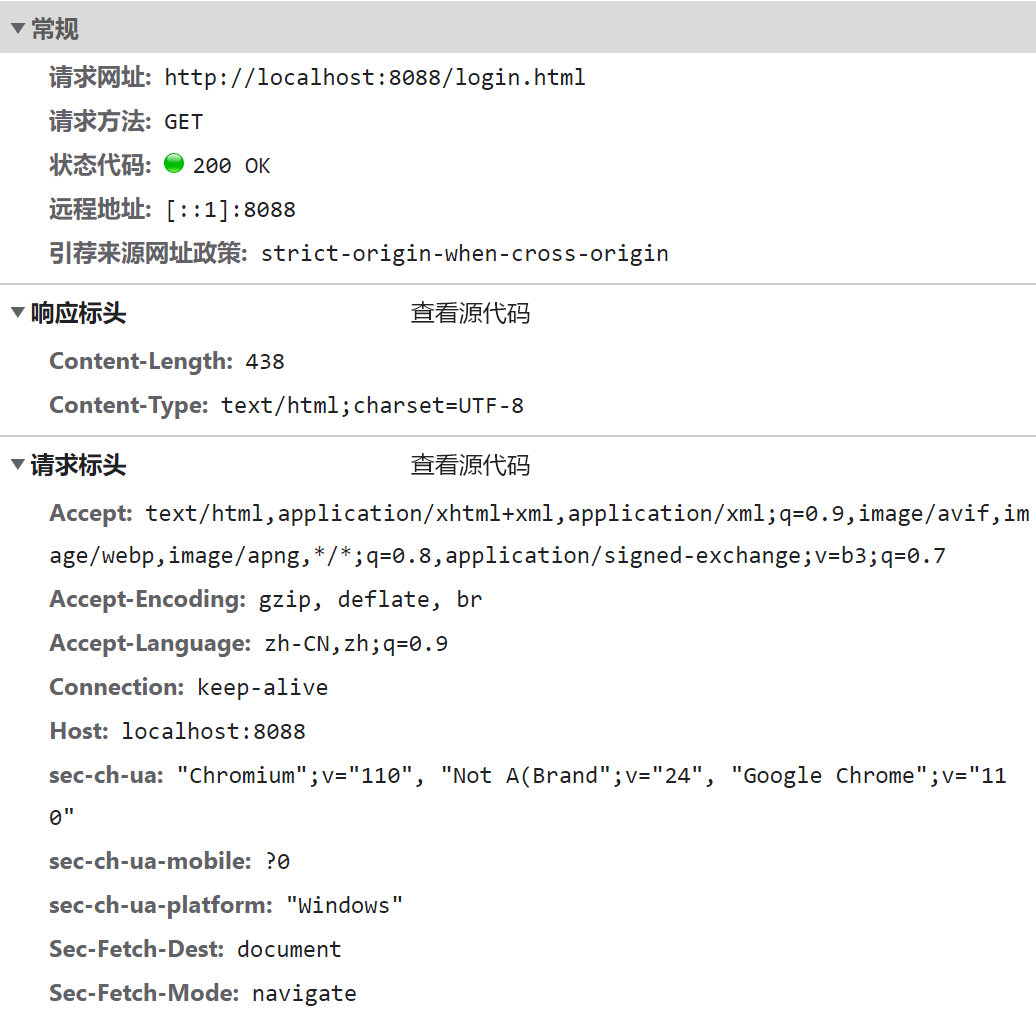 常规
请求网址: http://localhost:8088/login.html
请求方法: GET
状态代码: 200 OK
远程地址: [::1]:8088
引荐来源网址政策: strict-origin-when-cross-origin
响应标头 查看源代码
Content-Length: 438
Content-Type: text/html;charset=UTF-8
请求标头 查看源代码
Accept: text/html,application/xhtml+xml,application/xml;q=0.9,image/avif,im
age/webp,image/apng,*/*;q=0.8,application/signed-exchange;v=b3;q=0.7
Accept-Encoding: gzip, deflate, br
Accept-Language: zh-CN,zh;q=0.9
Connection: keep-alive
Host: localhost:8088
sec-ch-ua: "Chromium";v="110", "Not A(Brand";v="24", "Google Chrome";v="11
0"
sec-ch-ua-mobile: ?0
sec-ch-ua-platform: "Windows"
Sec-Fetch-Dest: document
Sec-Fetch-Mode: navigate